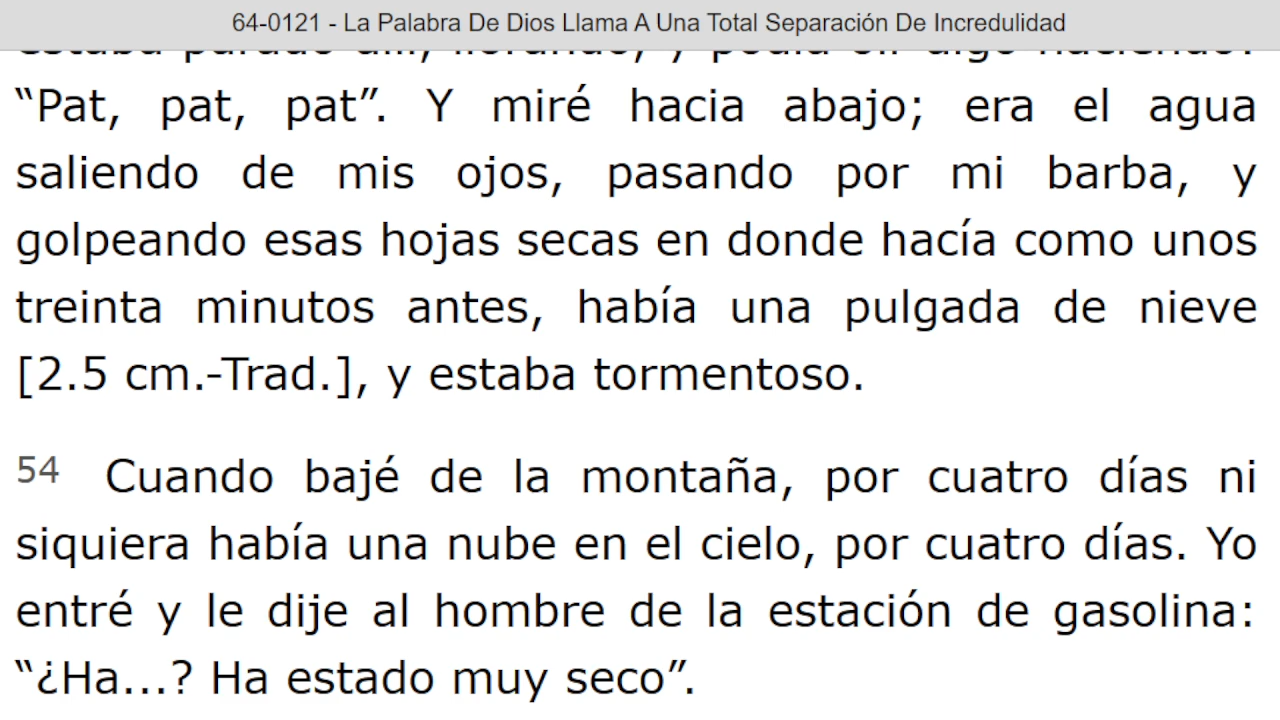 64-0121 - La Palabra De Dios Llama A Una Total Separación De Incredulidad
“Pat, pat, pat”. Y miré hacia abajo; era el agua
saliendo de mis ojos, pasando por mi barba, y
golpeando esas hojas secas en donde hacía como unos
treinta minutos antes, había una pulgada de nieve
[2.5 cm.-Trad.], y estaba tormentoso.
54 Cuando bajé de la montaña, por cuatro días ni
siquiera había una nube en el cielo, por cuatro días. Yo
entré y le dije al hombre de la estación de gasolina:
“¿Ha...? Ha estado muy seco”.